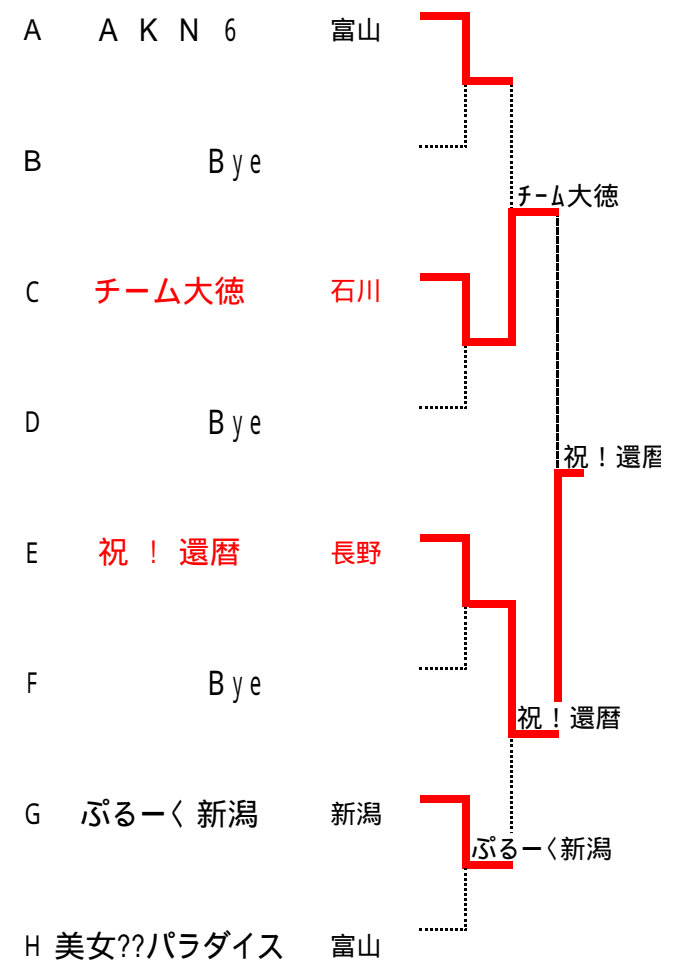 A ＡＫＮ６ 富山
B Ｂｙｅ
ﾁｰﾑ大徳
C チーム大徳 石川
D Ｂｙｅ
祝！還暦
E 祝！還暦 長野
F Ｂｙｅ
祝！還暦
G ぷるーく新潟 新潟
ぷるーく新潟
H 美女??パラダイス 富山